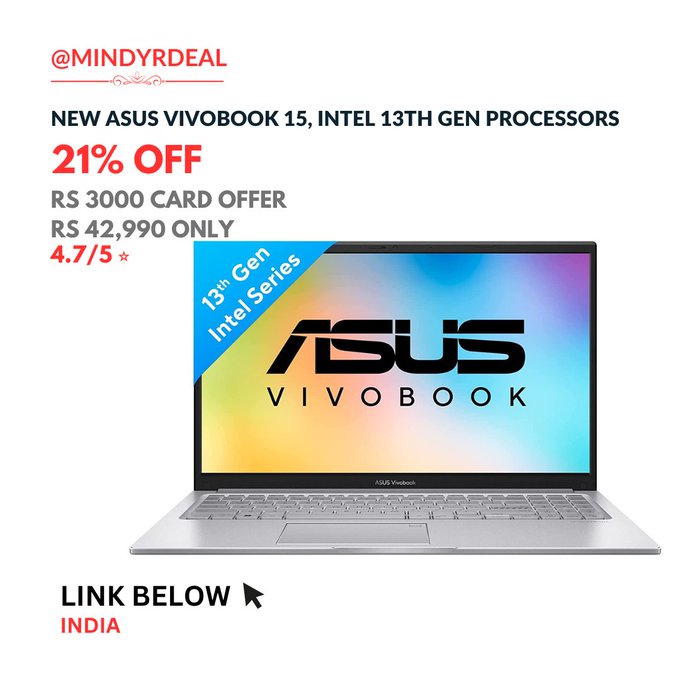 @MINDYRDEAL
NEW ASUS VIVOBOOK 15, INTEL 13TH GEN PROCESSORS
21% OFF
RS 3000 CARD OFFER
RS 42,990 ONLY
4.7/5 ☆
13th Gen
Intel Series
ASUS
VIVOBOOK
ASUS Vivobook
LINK BELOW
INDIA